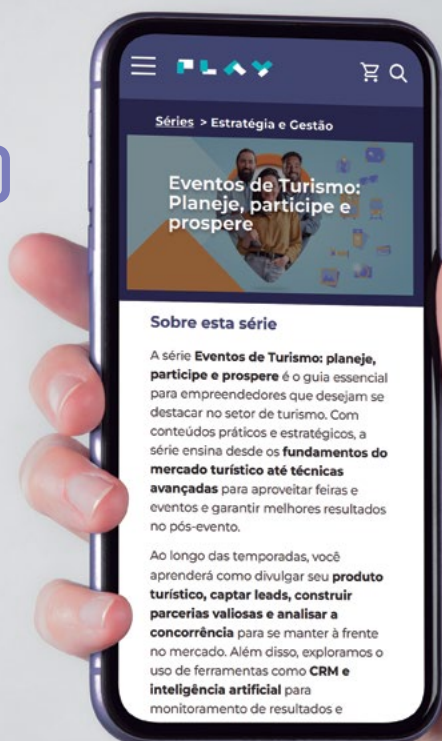 PLAY
Séries > Estratégia e Gestão
Eventos de Turismo:
Planeje, participe e
prospere
Sobre esta série
A série Eventos de Turismo: planeje,
participe e prospere é o guia essencial
para empreendedores que desejam se
destacar no setor de turismo. Com
conteúdos práticos e estratégicos, a
série ensina desde os fundamentos do
mercado turístico até técnicas
avançadas para aproveitar feiras e
eventos e garantir melhores resultados
no pós-evento.
Ao longo das temporadas, você
aprenderá como divulgar seu produto
turístico, captar leads, construir
parcerias valiosas e analisar a
concorrência para se manter à frente
no mercado. Além disso, exploramos o
uso de ferramentas como CRM e
inteligência artificial para
monitoramento de resultados e